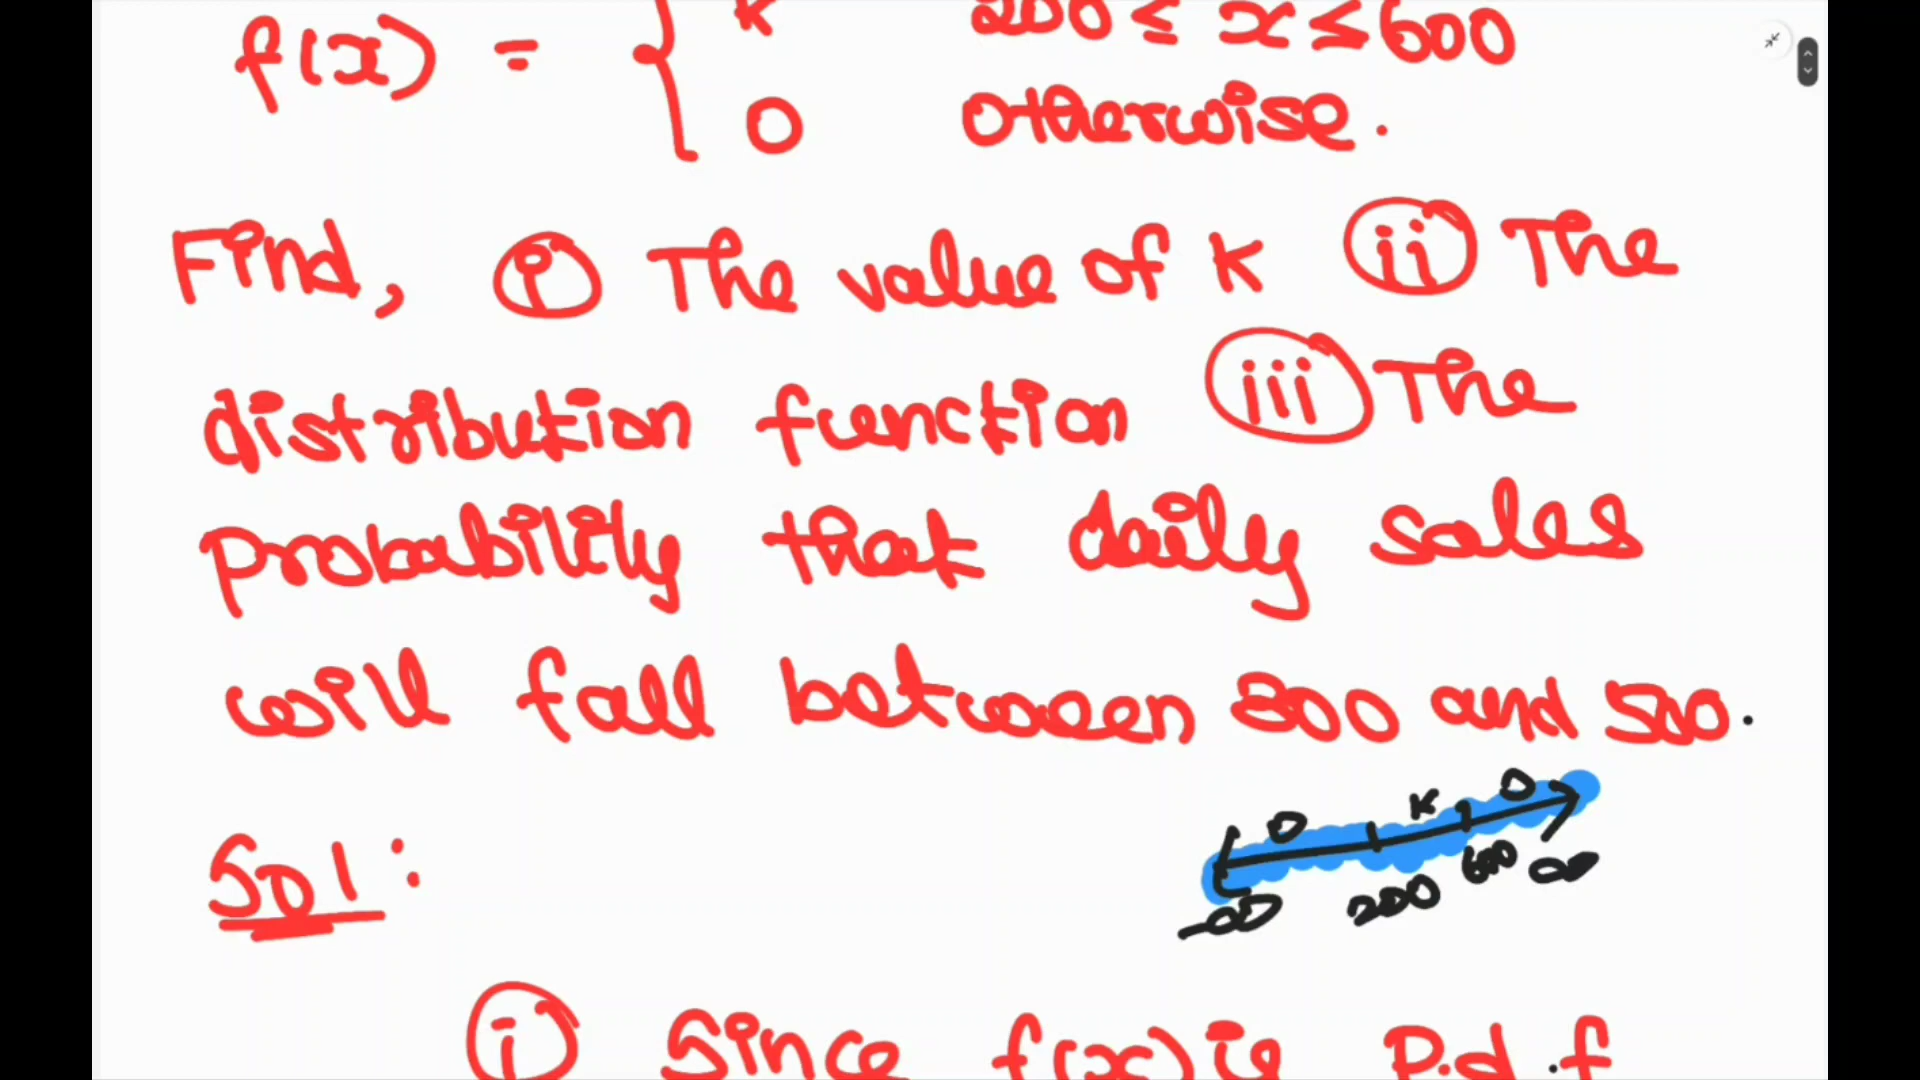 f(x) = { k 200 ≤ x ≤ 600
0 otherwise.
Find, (i) The value of K (ii) The
distribution function (iii) The
probability that daily sales
will fall between 300 and 500.
0 K 0
-∞ 200 600 ∞
Sol :
(i) Since f(x) is P.d.f